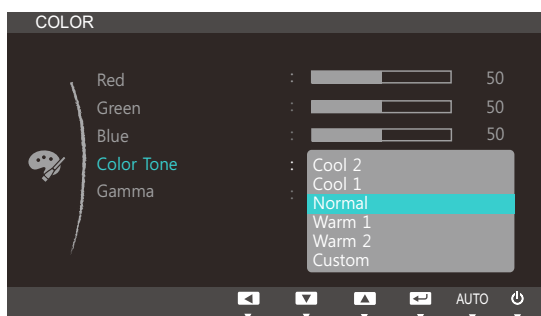 COLOR
Red : 50
Green : 50
Blue : 50
Color Tone : Cool 2
Cool 1
Gamma :
Normal
Warm 1
Warm 2
Custom
AUTO